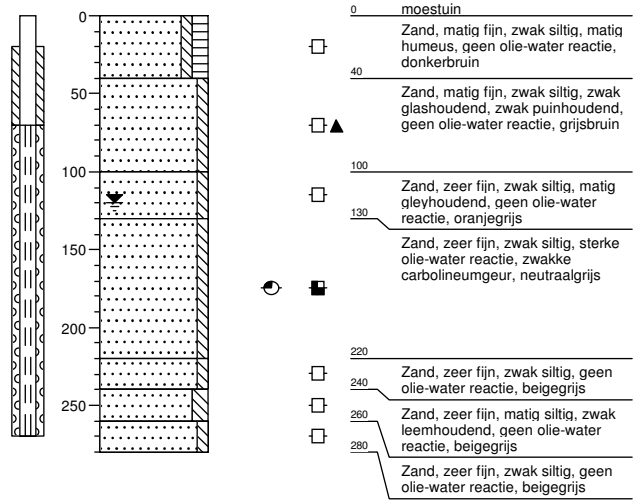 0
50
100
150
200
250
0 moestuin
Zand, matig fijn, zwak siltig, matig
humeus, geen olie-water reactie,
donkerbruin
40
Zand, matig fijn, zwak siltig, zwak
glashoudend, zwak puinhoudend,
geen olie-water reactie, grijsbruin
100
Zand, zeer fijn, zwak siltig, matig
gleyhoudend, geen olie-water
reactie, oranjegrijs
130
Zand, zeer fijn, zwak siltig, sterke
olie-water reactie, zwakke
carbolineumgeur, neutraalgrijs
220
Zand, zeer fijn, zwak siltig, geen
olie-water reactie, beigegrijs
240
Zand, zeer fijn, matig siltig, zwak
leemhoudend, geen olie-water
reactie, beigegrijs
260
280
Zand, zeer fijn, zwak siltig, geen
olie-water reactie, beigegrijs